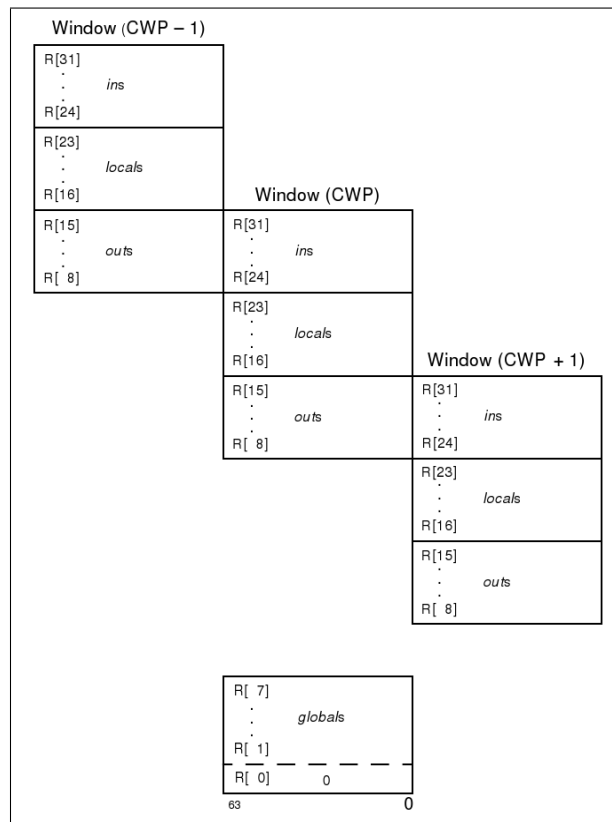 Window (CWP – 1)
R[31]
ins
R[24]
R[23]
locals
R[16]
R[15]
outs
R[ 8]
Window (CWP)
R[31]
ins
R[24]
R[23]
locals
R[16]
R[15]
outs
R[ 8]
Window (CWP + 1)
R[31]
ins
R[24]
R[23]
locals
R[16]
R[15]
outs
R[ 8]
R[ 7]
globals
R[ 1]
R[ 0] 0
63 0